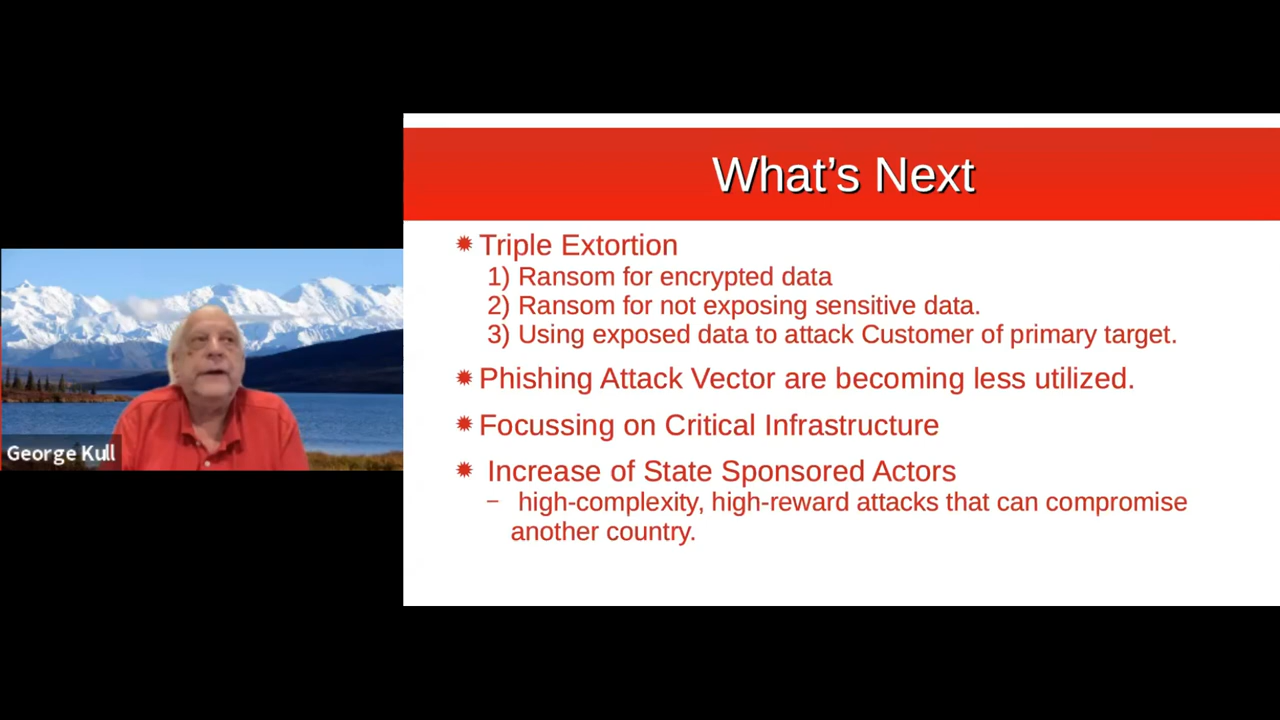 What's Next
Triple Extortion
1) Ransom for encrypted data
2) Ransom for not exposing sensitive data.
3) Using exposed data to attack Customer of primary target.
Phishing Attack Vector are becoming less utilized.
Focussing on Critical Infrastructure
Increase of State Sponsored Actors
– high-complexity, high-reward attacks that can compromise
another country.
George Kull